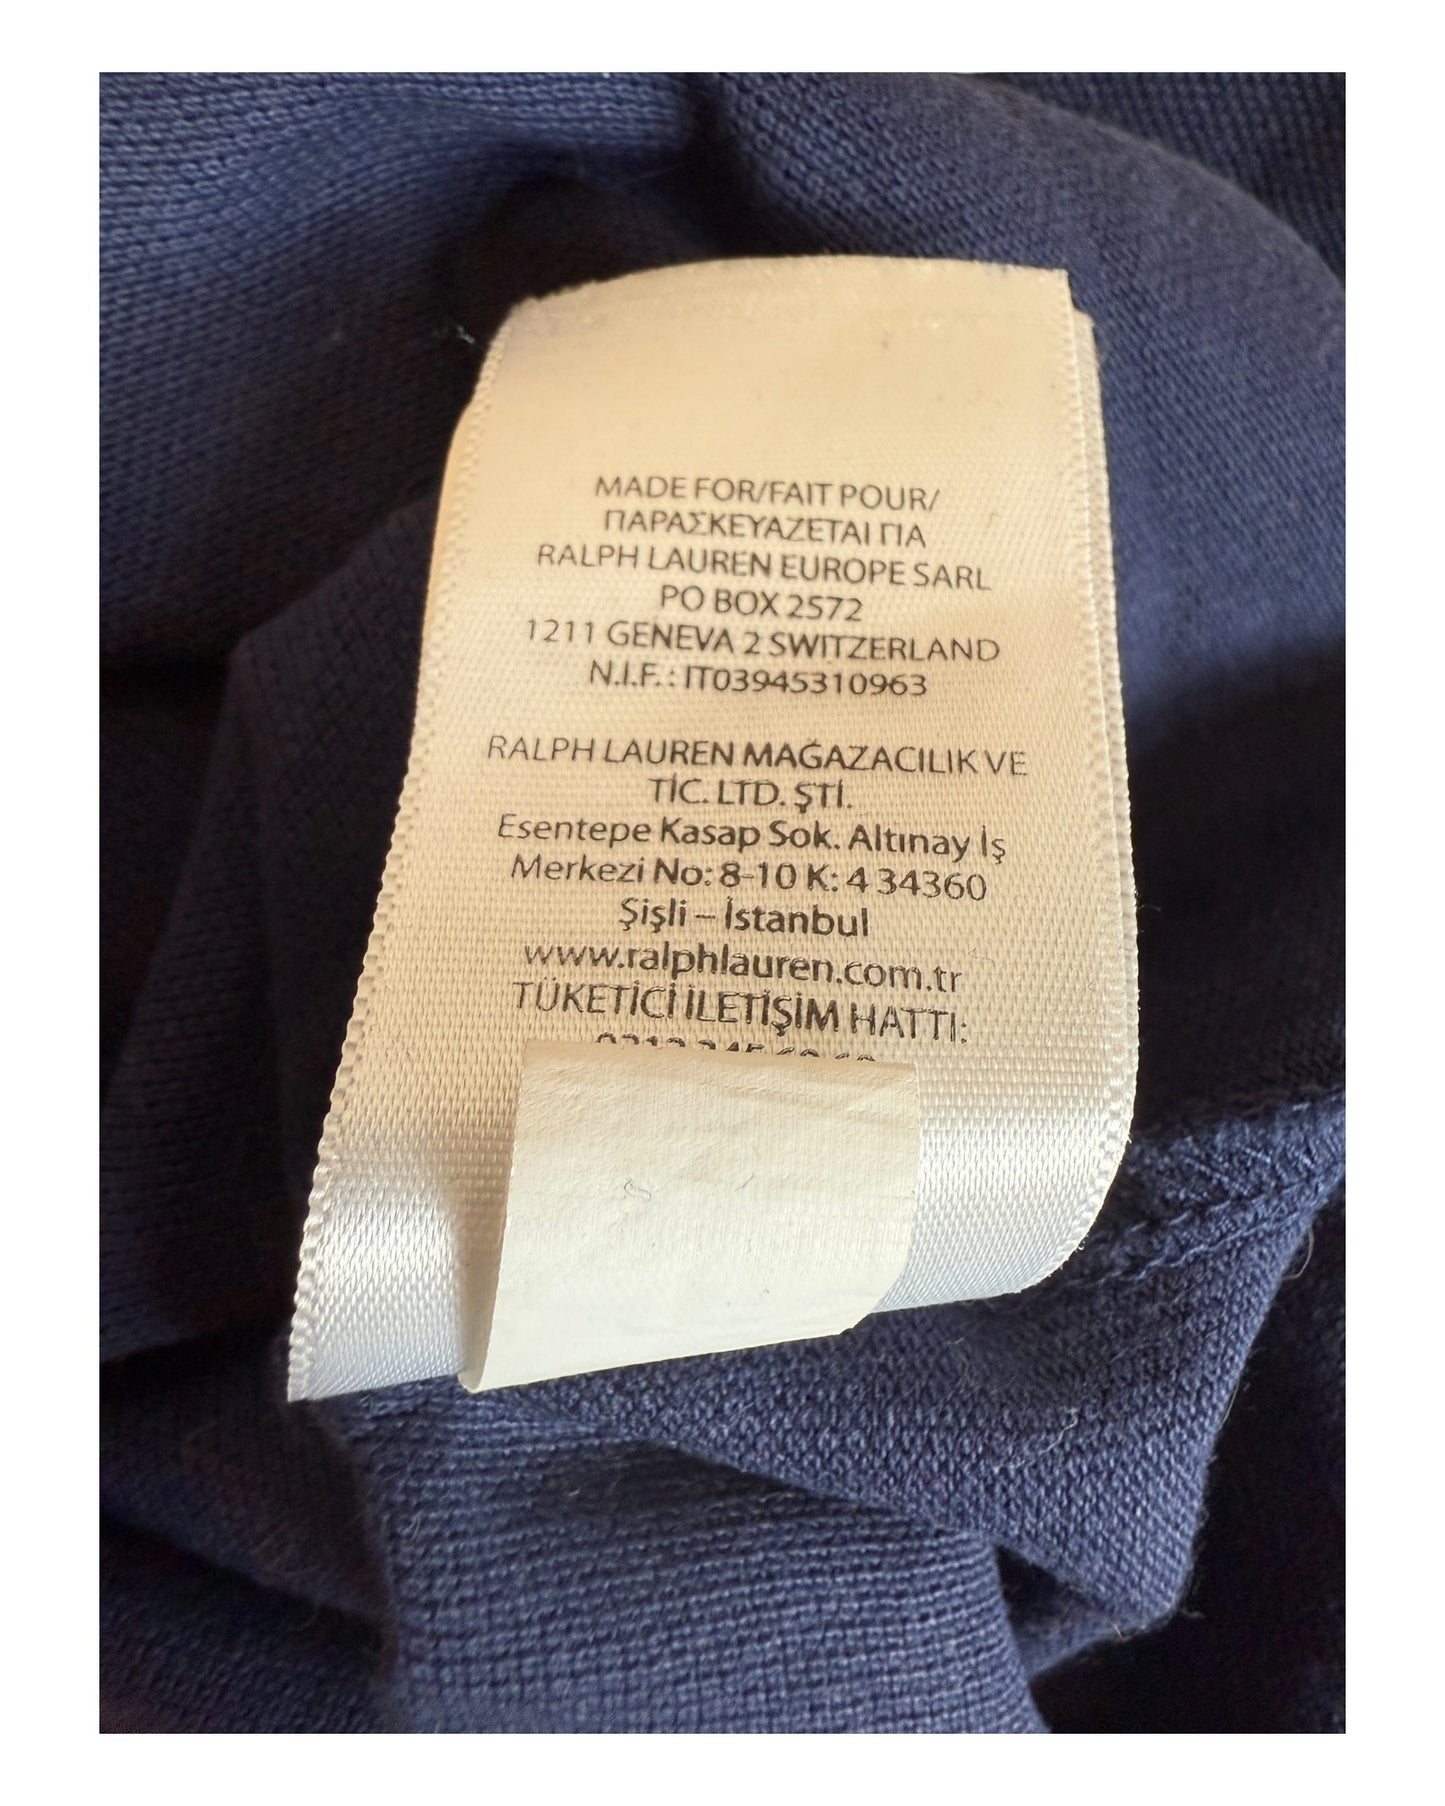 MADE FOR/FAIT POUR/
ΠΑΡΑΣΚΕΥΑΖΕΤΑΙ ΓΙΑ
RALPH LAUREN EUROPE SARL
PO BOX 2572
1211 GENEVA 2 SWITZERLAND
N.I.F. : IT03945310963
RALPH LAUREN MAĞAZACILIK VE
TİC. LTD. ŞTİ.
Esentepe Kasap Sok. Altınay İş
Merkezi No: 8-10 K: 4 34360
Şişli – İstanbul
www.ralphlauren.com.tr
TÜKETİCİ İLETİŞİM HATTI: